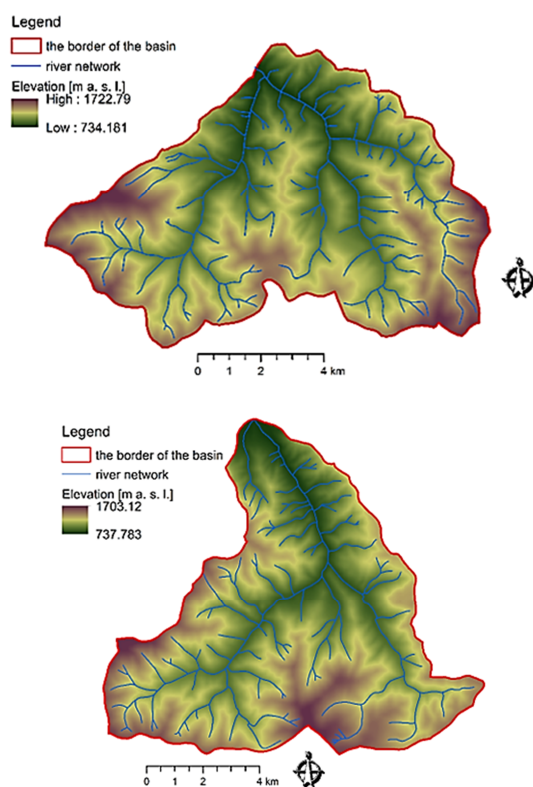 Legend
the border of the basin
river network
Elevation [m a. s. l.]
High : 1722.79
Low : 734.181
0 1 2 4 km
Legend
the border of the basin
river network
Elevation [m a. s. l.]
1703.12
737.783
0 1 2 4 km